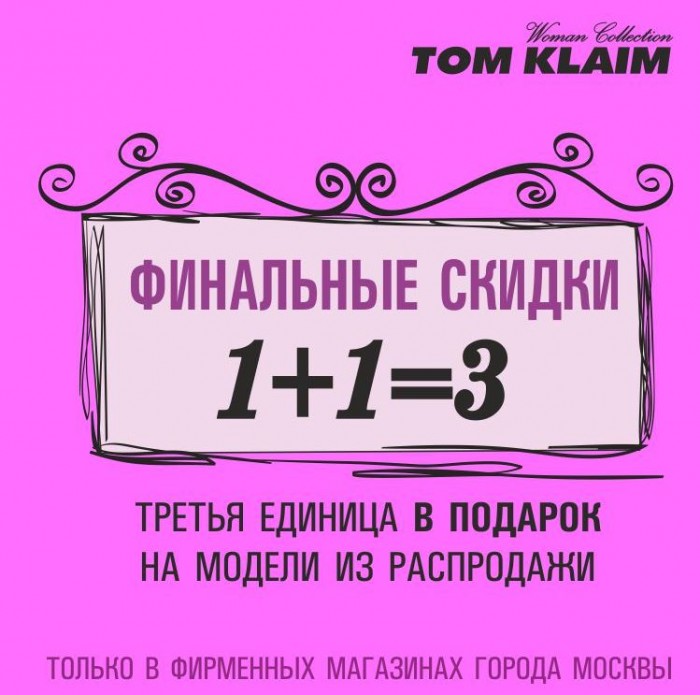 Woman Collection
TOM KLAIM
ФИНАЛЬНЫЕ СКИДКИ
1+1=3
ТРЕТЬЯ ЕДИНИЦА В ПОДАРОК
НА МОДЕЛИ ИЗ РАСПРОДАЖИ
ТОЛЬКО В ФИРМЕННЫХ МАГАЗИНАХ ГОРОДА МОСКВЫ